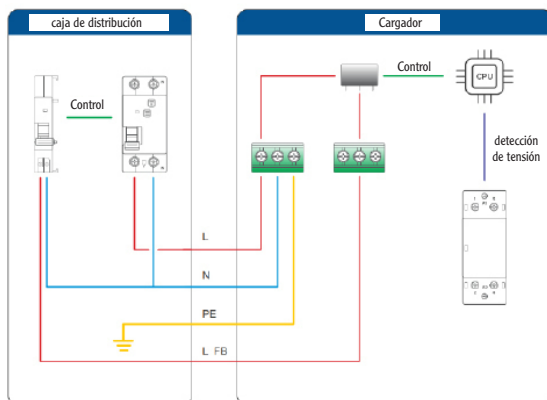 caja de distribución
Cargador
Control
Control
CPU
detección
de tensión
L
N
PE
L FB